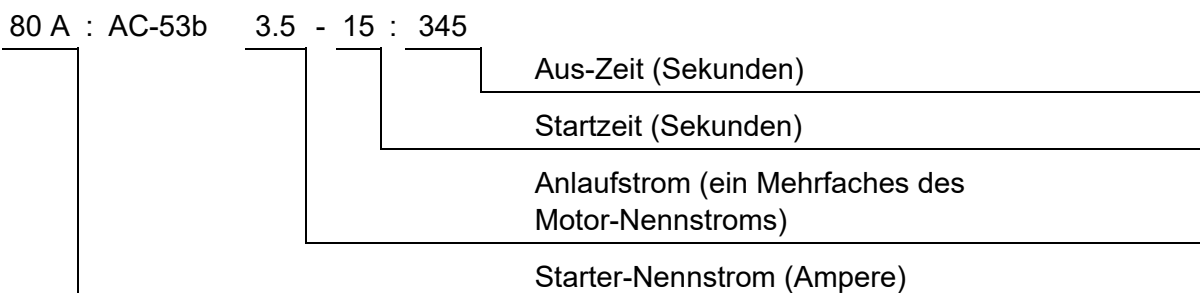 80 A : AC-53b 3.5 - 15 : 345
Aus-Zeit (Sekunden)
Startzeit (Sekunden)
Anlaufstrom (ein Mehrfaches des
Motor-Nennstroms)
Starter-Nennstrom (Ampere)